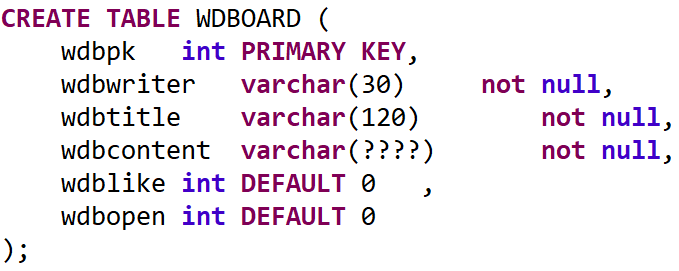 CREATE TABLE WDBOARD (
    wdbpk   int PRIMARY KEY,
    wdbwriter   varchar(30)     not null,
    wdbtitle    varchar(120)        not null,
    wdbcontent  varchar(????)       not null,
    wdblike int DEFAULT 0   ,
    wdbopen int DEFAULT 0
);